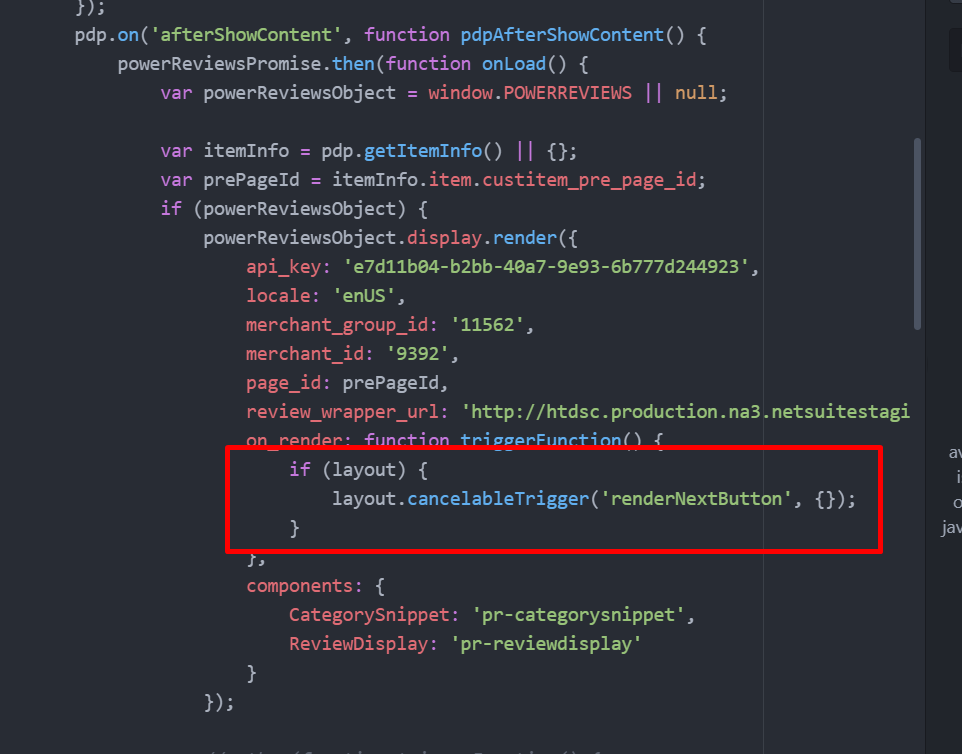 });
pdp.on('afterShowContent', function pdpAfterShowContent() {
powerReviewsPromise.then(function onLoad() {
var powerReviewsObject = window.POWERREVIEWS || null;
var itemInfo = pdp.getItemInfo() || {};
var prePageId = itemInfo.item.custitem_pre_page_id;
if (powerReviewsObject) {
powerReviewsObject.display.render({
api_key: 'e7d11b04-b2bb-40a7-9e93-6b777d244923',
locale: 'enUS',
merchant_group_id: '11562',
merchant_id: '9392',
page_id: prePageId,
review_wrapper_url: 'http://htdsc.production.na3.netsuitestagi
on_render: function triggerFunction() {
if (layout) {
layout.cancelableTrigger('renderNextButton', {});
}
},
components: {
CategorySnippet: 'pr-categorysnippet',
ReviewDisplay: 'pr-reviewdisplay'
}
});
av
i
o
jav